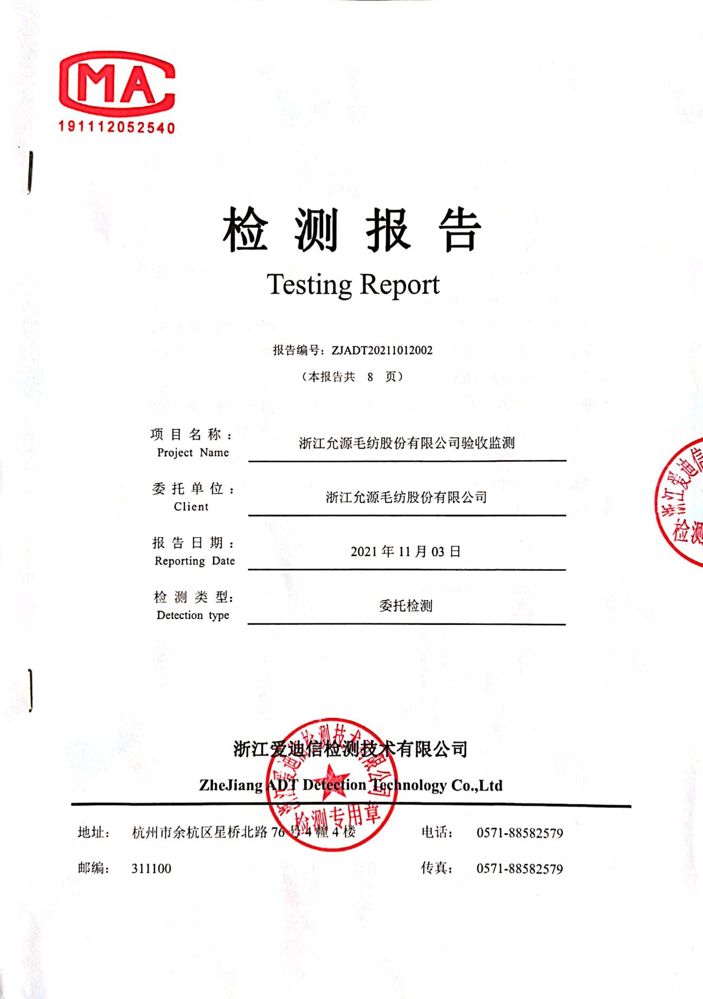 CMA
191112052540
检测报告
Testing Report
报告编号：ZJADT20211012002
（本报告共 8 页）
项目名称：
浙江允源毛纺股份有限公司验收监测
Project Name
委托单位：
浙江允源毛纺股份有限公司
Client
报告日期：
2021 年 11 月 03 日
Reporting Date
检测类型：
委托检测
Detection type
浙江爱迪信
检测
浙江爱迪信检测技术有限公司
浙江爱迪信检测技术有限公司
ZheJiang ADT Detection Technology Co.,Ltd
检测专用章
地址： 杭州市余杭区星桥北路 76 号 4 幢 4 楼 电话： 0571-88582579
邮编： 311100 传真： 0571-88582579